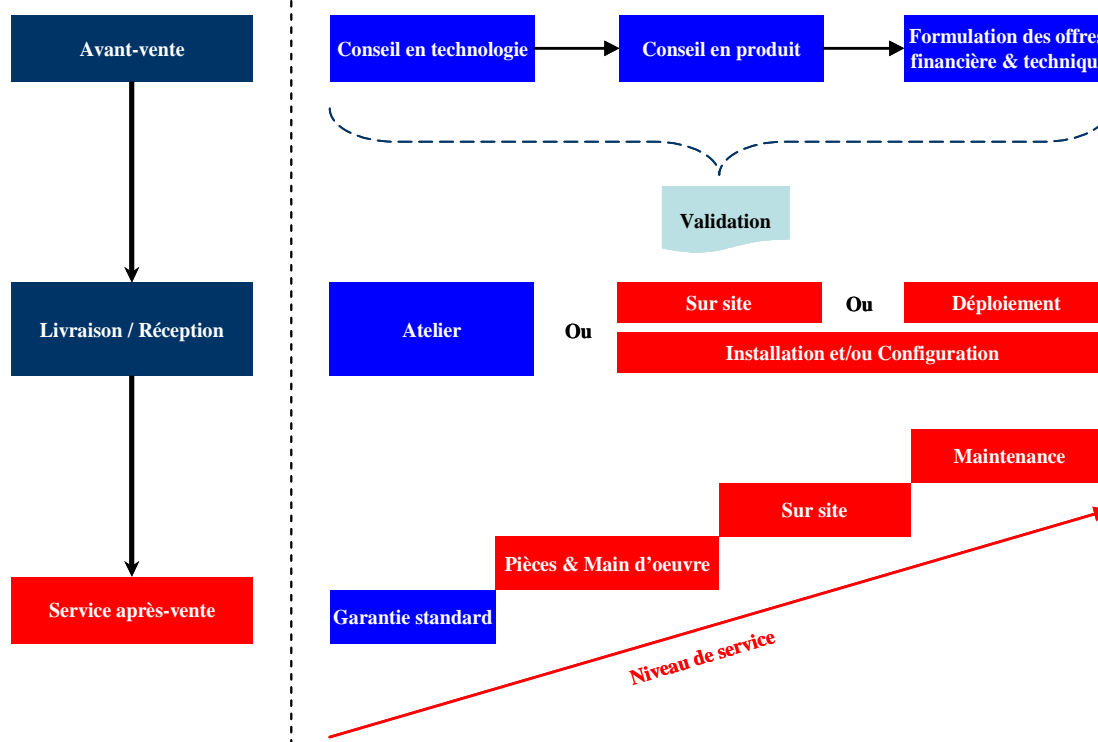 Avant-vente
Conseil en technologie
Conseil en produit
Formulation des offres
financière & techniqu
Validation
Livraison / Réception
Atelier
Ou
Sur site
Ou
Déploiement
Installation et/ou Configuration
Maintenance
Sur site
Pièces & Main d'oeuvre
Service après-vente
Garantie standard
Niveau de service